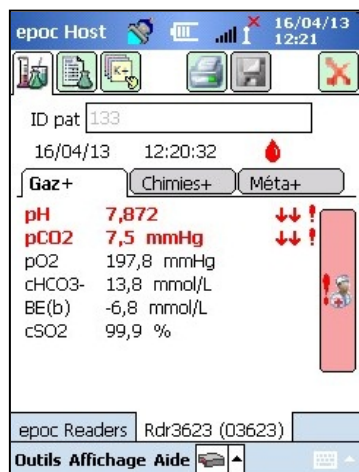 epoc Host 16/04/13
12:21
K+
ID pat 133
16/04/13 12:20:32
Gaz+ Chimies+ Méta+
pH 7,872 ↓↓!
pCO2 7,5 mmHg ↓↓!
pO2 197,8 mmHg
cHCO3- 13,8 mmol/L
BE(b) -6,8 mmol/L
cSO2 99,9 %
epoc Readers Rdr3623 (03623)
Outils Affichage Aide